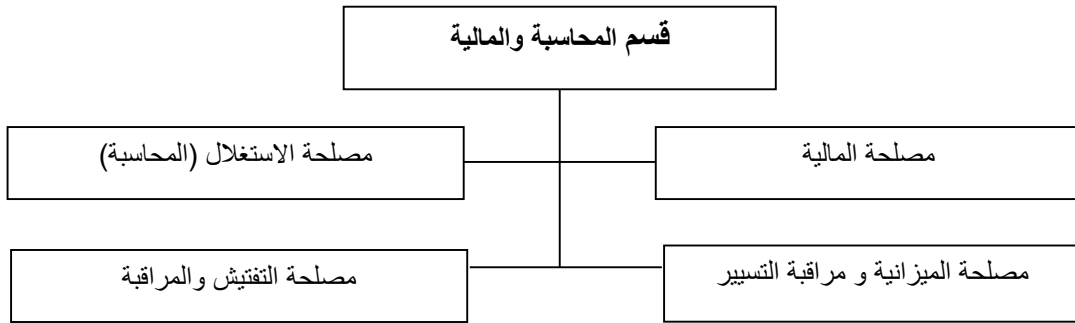 قسم المحاسبة والمالية
مصلحة المالية
مصلحة الاستغلال (المحاسبة)
مصلحة الميزانية و مراقبة التسيير
مصلحة التفتيش والمراقبة